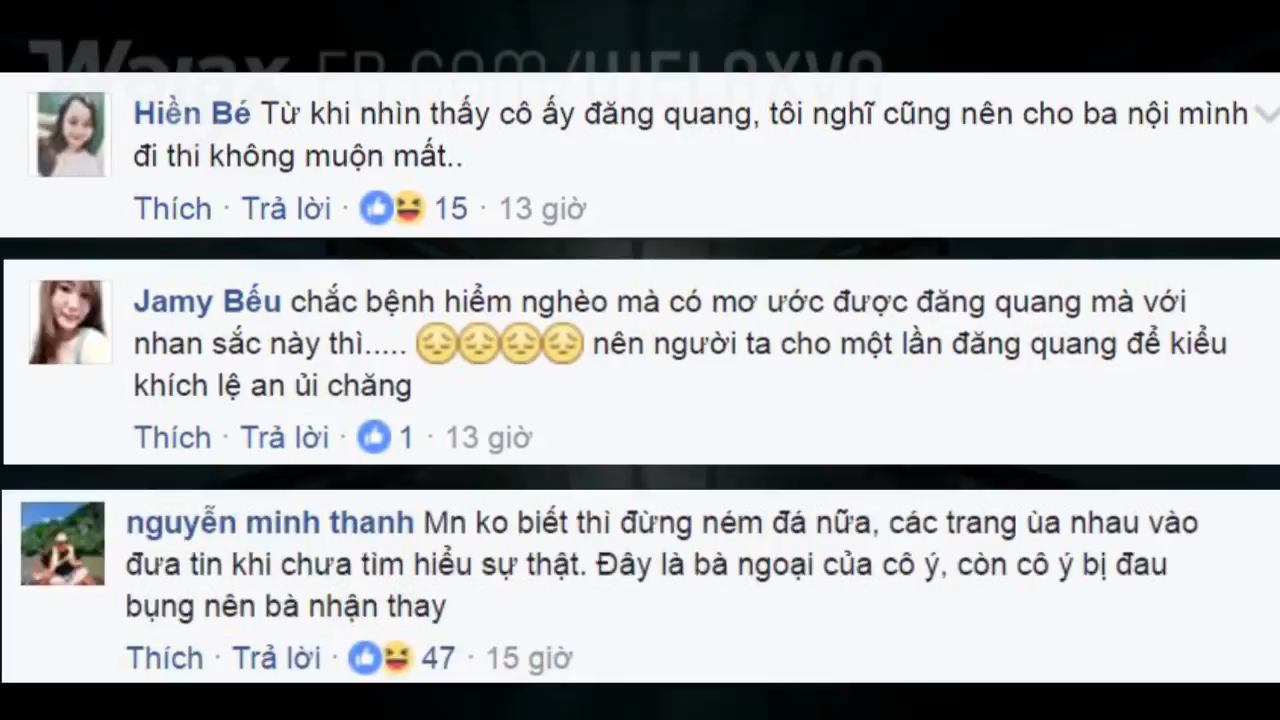 FB.COM/WELAXVN
Hiền Bé Từ khi nhìn thấy cô ấy đăng quang, tôi nghĩ cũng nên cho ba nội mình
đi thi không muộn mất..
Thích · Trả lời · 15 · 13 giờ
Jamy Bếu chắc bệnh hiểm nghèo mà có mơ ước được đăng quang mà với
nhan sắc này thì..... 😔😔😔😔 nên người ta cho một lần đăng quang để kiểu
khích lệ an ủi chăng
Thích · Trả lời · 1 · 13 giờ
nguyễn minh thanh Mn ko biết thì đừng ném đá nữa, các trang ùa nhau vào
đưa tin khi chưa tìm hiểu sự thật. Đây là bà ngoại của cô ý, còn cô ý bị đau
bụng nên bà nhận thay
Thích · Trả lời · 47 · 15 giờ